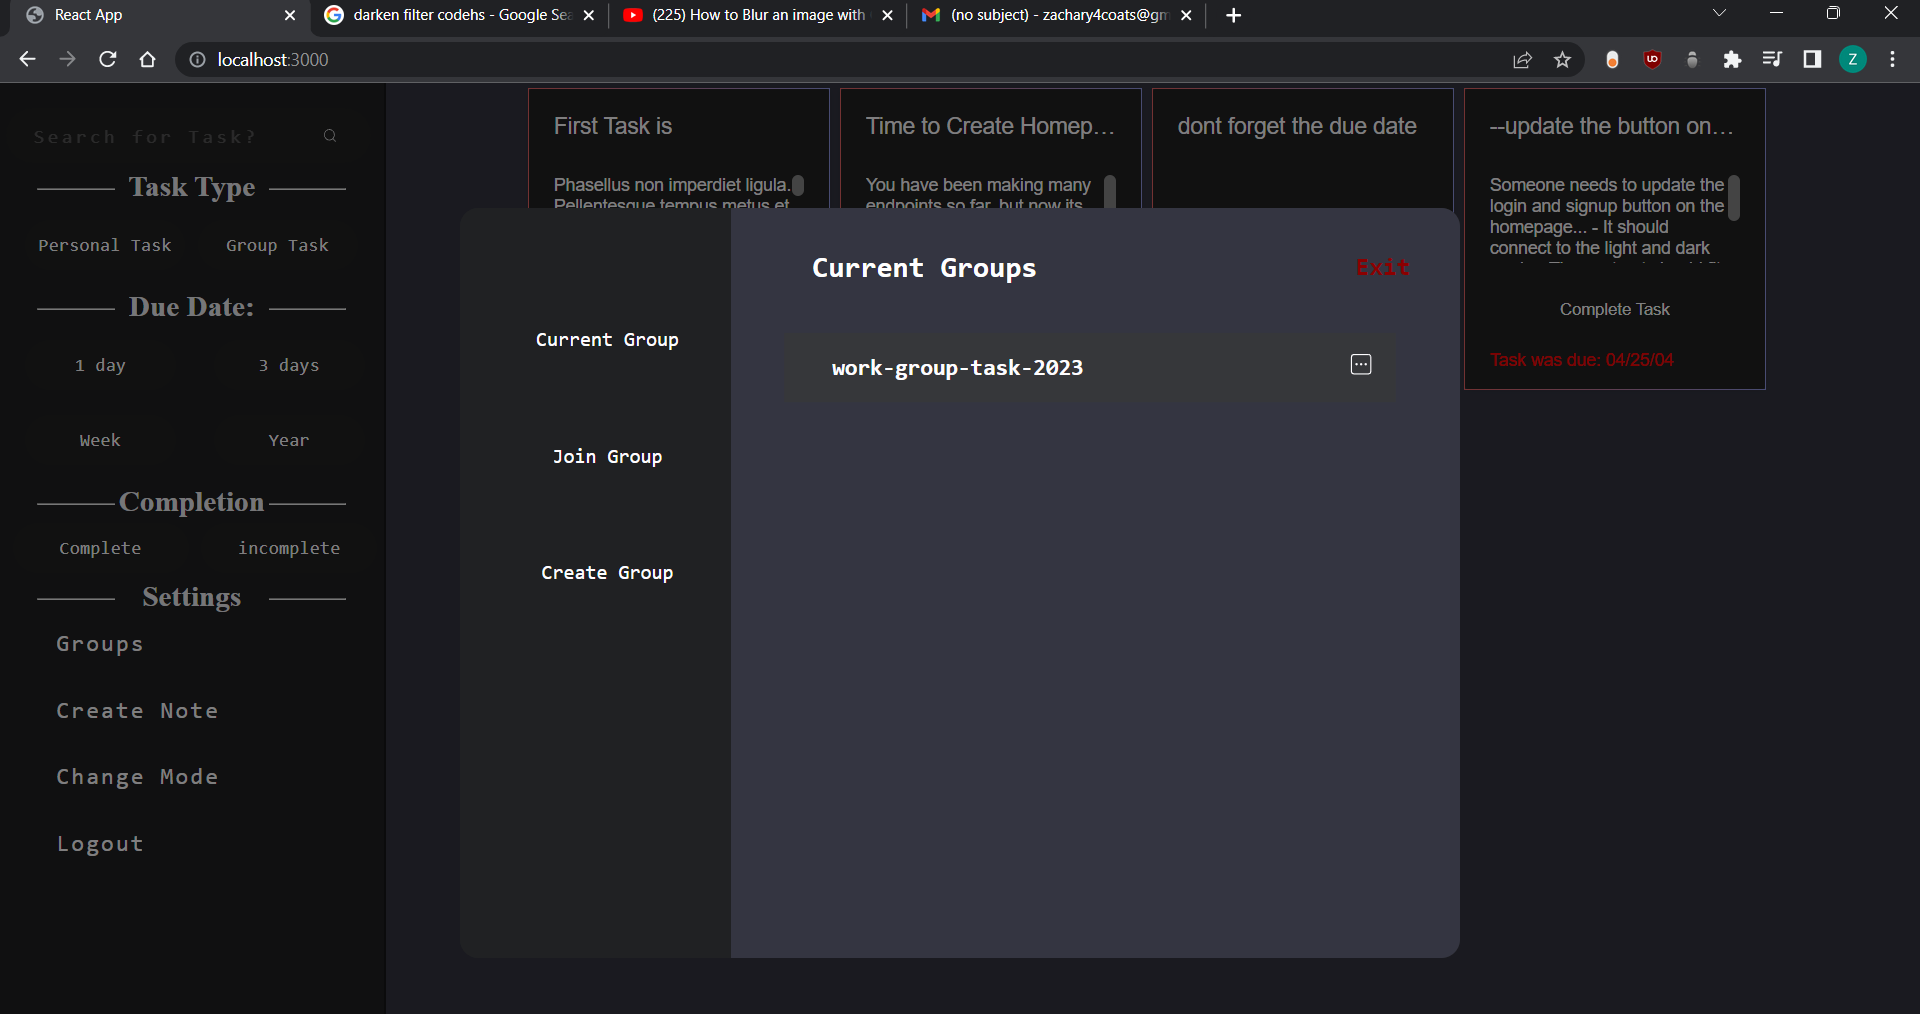 React App
darken filter codehs - Google Se
(225) How to Blur an image with
(no subject) - zachary4coats@gm
localhost:3000
Z
Search for Task?
Task Type
Personal Task
Group Task
Due Date:
1 day
3 days
Week
Year
Completion
Complete
incomplete
Settings
Groups
Create Note
Change Mode
Logout
First Task is
Phasellus non imperdiet ligula.
Pellentesque tempus metus et
Time to Create Homep...
You have been making many
endpoints so far, but now its
dont forget the due date
--update the button on...
Someone needs to update the
login and signup button on the
homepage... - It should
connect to the light and dark
Complete Task
Task was due: 04/25/04
Current Group
Join Group
Create Group
Current Groups
Exit
work-group-task-2023